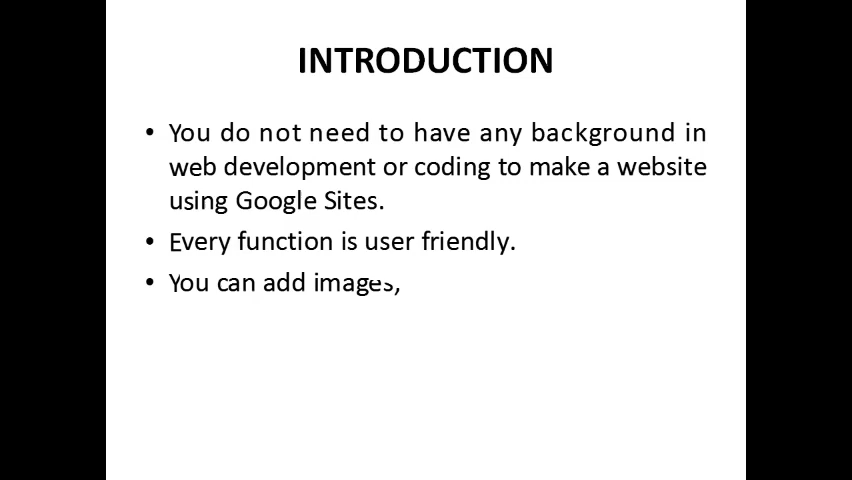 INTRODUCTION
• You do not need to have any background in
web development or coding to make a website
using Google Sites.
• Every function is user friendly.
• You can add images,